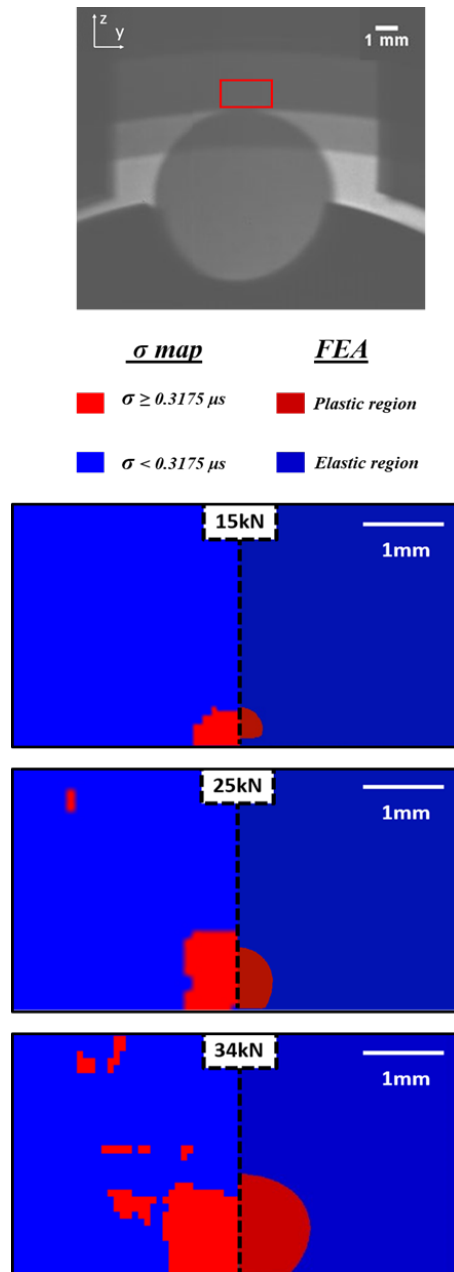 z
y
1 mm
σ map
FEA
σ ≥ 0.3175 μs
Plastic region
σ < 0.3175 μs
Elastic region
15kN
1mm
25kN
1mm
34kN
1mm